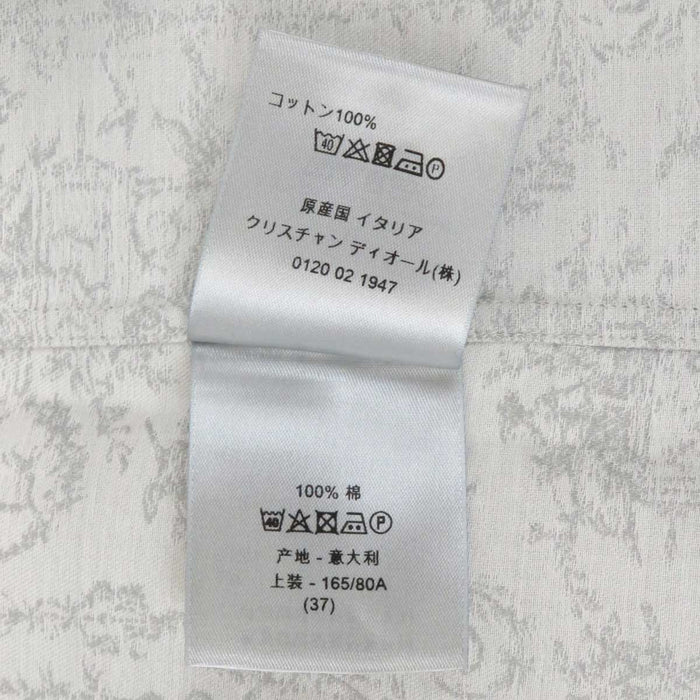 コットン100%
40 P
原産国 イタリア
クリスチャン ディオール(株)
0120 02 1947
100% 棉
40 P
产地 - 意大利
上装 - 165/80A
(37)